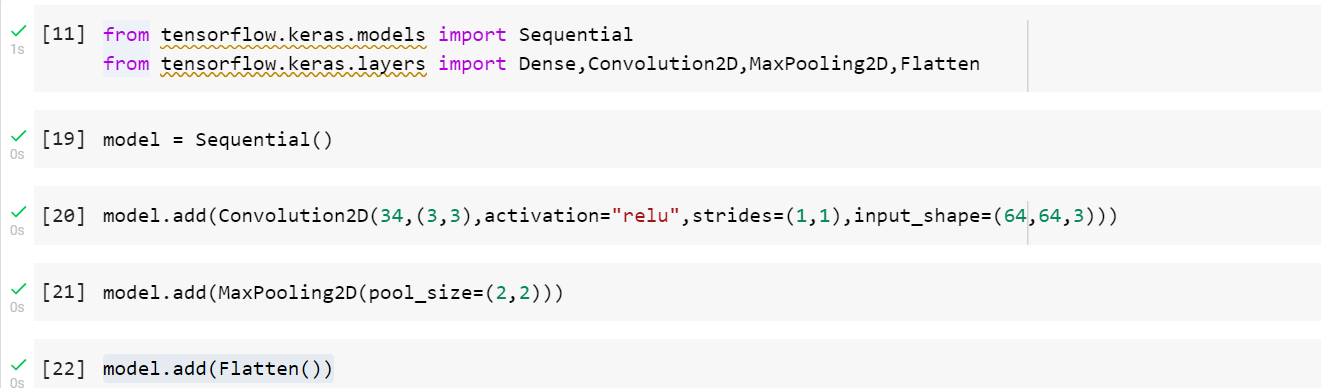 [11] from tensorflow.keras.models import Sequential
1s from tensorflow.keras.layers import Dense,Convolution2D,MaxPooling2D,Flatten
[19] model = Sequential()
0s
[20] model.add(Convolution2D(34,(3,3),activation="relu",strides=(1,1),input_shape=(64,64,3)))
0s
[21] model.add(MaxPooling2D(pool_size=(2,2)))
0s
[22] model.add(Flatten())
0s